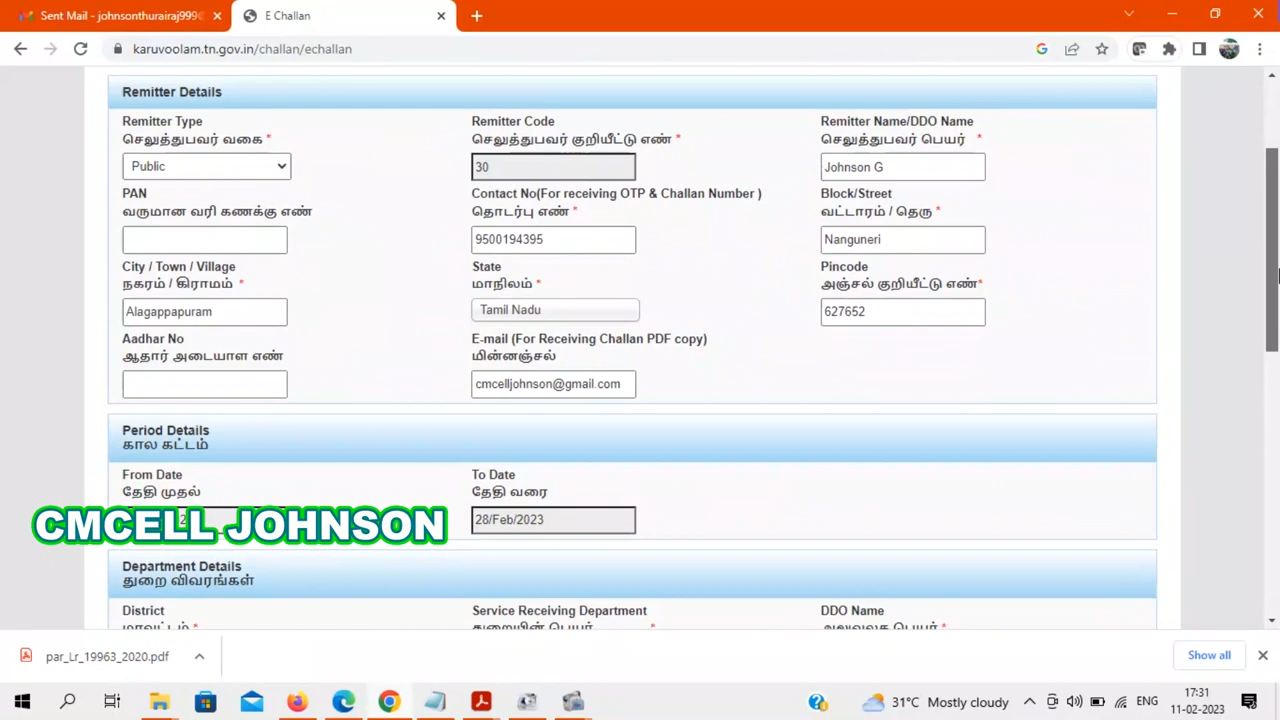 Sent Mail - johnsonthurairaj999@
E Challan
karuvoolam.tn.gov.in/challan/echallan
Remitter Details
Remitter Type
செலுத்துபவர் வகை *
Public
Remitter Code
செலுத்துபவர் குறியீட்டு எண் *
30
Remitter Name/DDO Name
செலுத்துபவர் பெயர் *
Johnson G
PAN
வருமான வரி கணக்கு எண்
Contact No(For receiving OTP & Challan Number )
தொடர்பு எண் *
9500194395
Block/Street
வட்டாரம் / தெரு *
Nanguneri
City / Town / Village
நகரம் / கிராமம் *
Alagappapuram
State
மாநிலம் *
Tamil Nadu
Pincode
அஞ்சல் குறியீட்டு எண்*
627652
Aadhar No
ஆதார் அடையாள எண்
E-mail (For Receiving Challan PDF copy)
மின்னஞ்சல்
cmcelljohnson@gmail.com
Period Details
கால கட்டம்
From Date
தேதி முதல்
To Date
தேதி வரை
28/Feb/2023
CMCELL JOHNSON
Department Details
துறை விவரங்கள்
District
மாவட்டம் *
Service Receiving Department
துறையின் பெயர் *
DDO Name
அலுவலக பெயர் *
par_Lr_19963_2020.pdf
Show all
31°C Mostly cloudy
ENG
17:31
11-02-2023